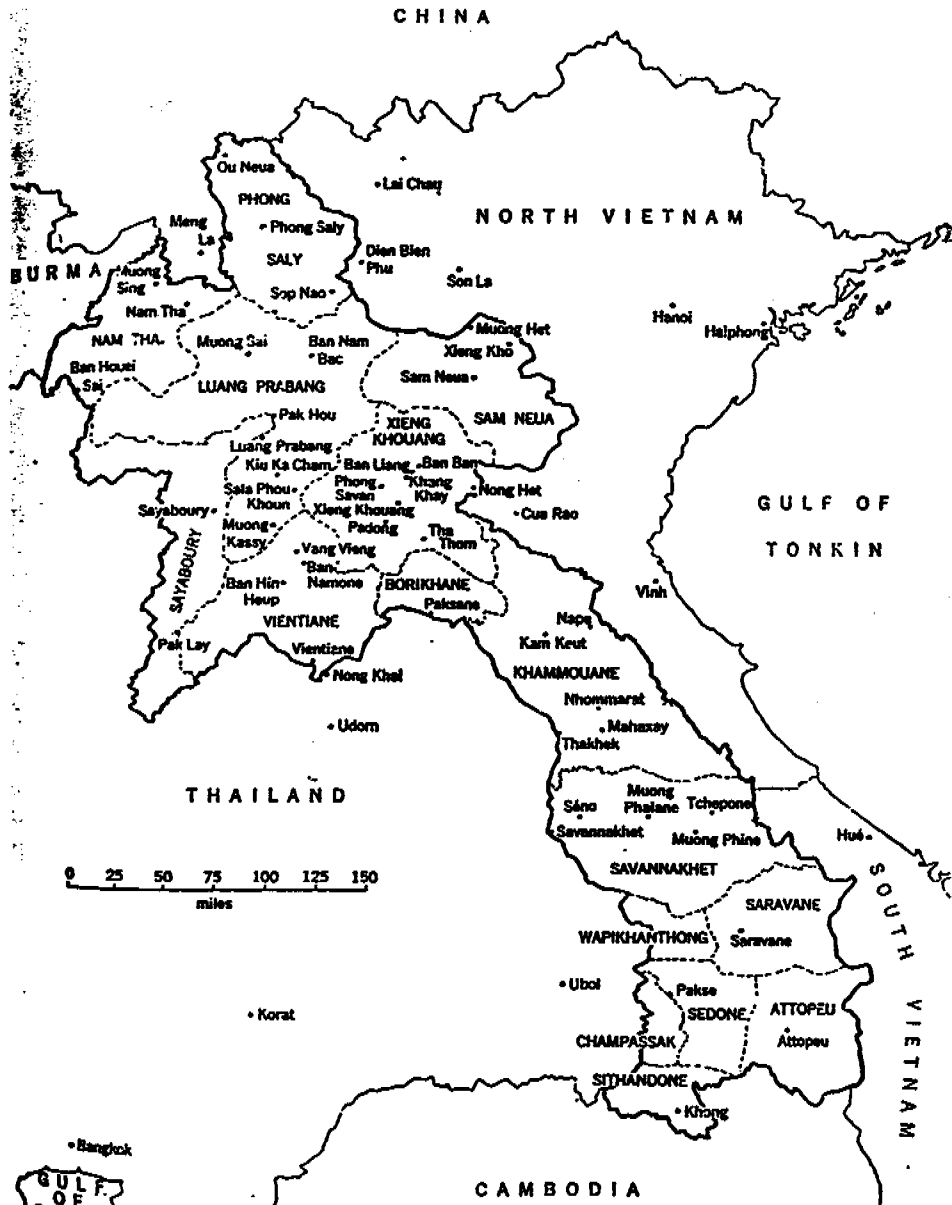 CHINA
Ou Neua
Lai Chau
PHONG
NORTH VIETNAM
Meng
La
Phong Saly
SALY
Dien Bien
Phu
BURMA
Muong
Sing
Son La
Sop Nao
Nam Tha
Hanoi
Haiphong
NAM THA
Muong Sai
Ban Nam
Bac
Muong Het
Xieng Kho
Ban Houei
Sai
LUANG PRABANG
Sam Neua
SAM NEUA
Pak Hou
XIENG
KHOUANG
Luang Prabang
Kiu Ka Cham
Ban Liang
Ban Ban
Sala Phou
Khoun
Phong
Savan
Khang
Khay
Nong Het
Sayaboury
Xieng Khouang
Cua Rao
GULF OF
TONKIN
Muong
Kassy
Padong
Tha
Thom
SAYABOURY
Vang Vieng
Ban
Namone
Ban Hin
Heup
BORIKHANE
Vinh
Paksane
VIENTIANE
Nape
Pak Lay
Vientiane
Kam Keut
Nong Khai
KHAMMOUANE
Nhommarat
Udorn
Mahaxay
Thakhek
THAILAND
Séno
Muong
Phalane
Tchepone
Savannakhet
Muong Phine
Hué
0 25 50 75 100 125 150
miles
SAVANNAKHET
SOUTH VIETNAM
SARAVANE
WAPIKHANTHONG
Saravane
Ubol
Pakse
SEDONE
ATTOPEU
Korat
CHAMPASSAK
Attopeu
SITHANDONE
Khong
Bangkok
GULF
OF
CAMBODIA